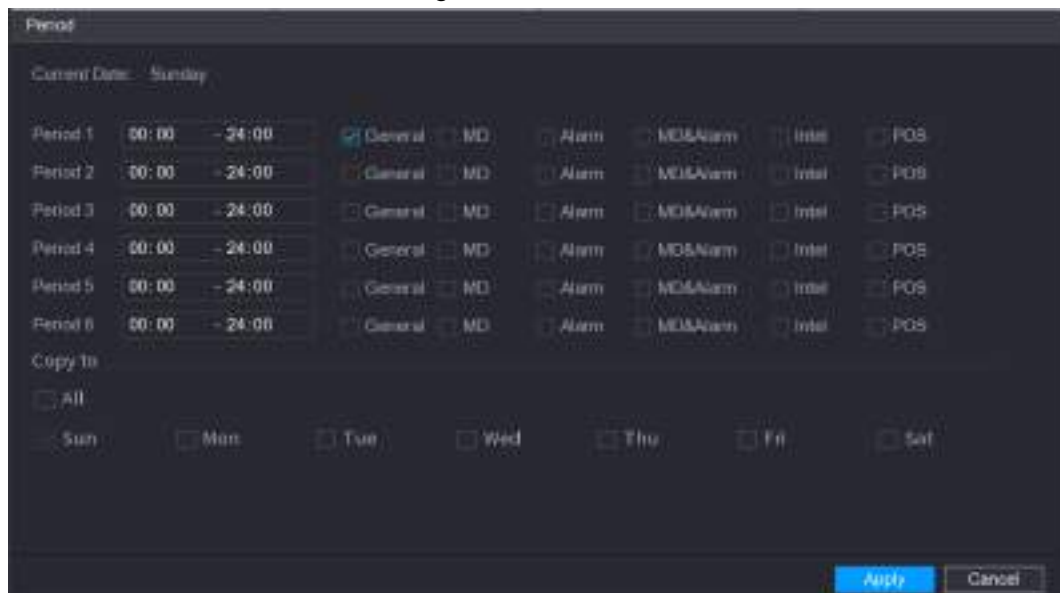 Period
Current Date: Sunday
Period 1 00:00 - 24:00 General MD Alarm MD&Alarm Intel POS
Period 2 00:00 - 24:00 General MD Alarm MD&Alarm Intel POS
Period 3 00:00 - 24:00 General MD Alarm MD&Alarm Intel POS
Period 4 00:00 - 24:00 General MD Alarm MD&Alarm Intel POS
Period 5 00:00 - 24:00 General MD Alarm MD&Alarm Intel POS
Period 6 00:00 - 24:00 General MD Alarm MD&Alarm Intel POS
Copy to
All
Sun Mon Tue Wed Thu Fri Sat
Apply Cancel